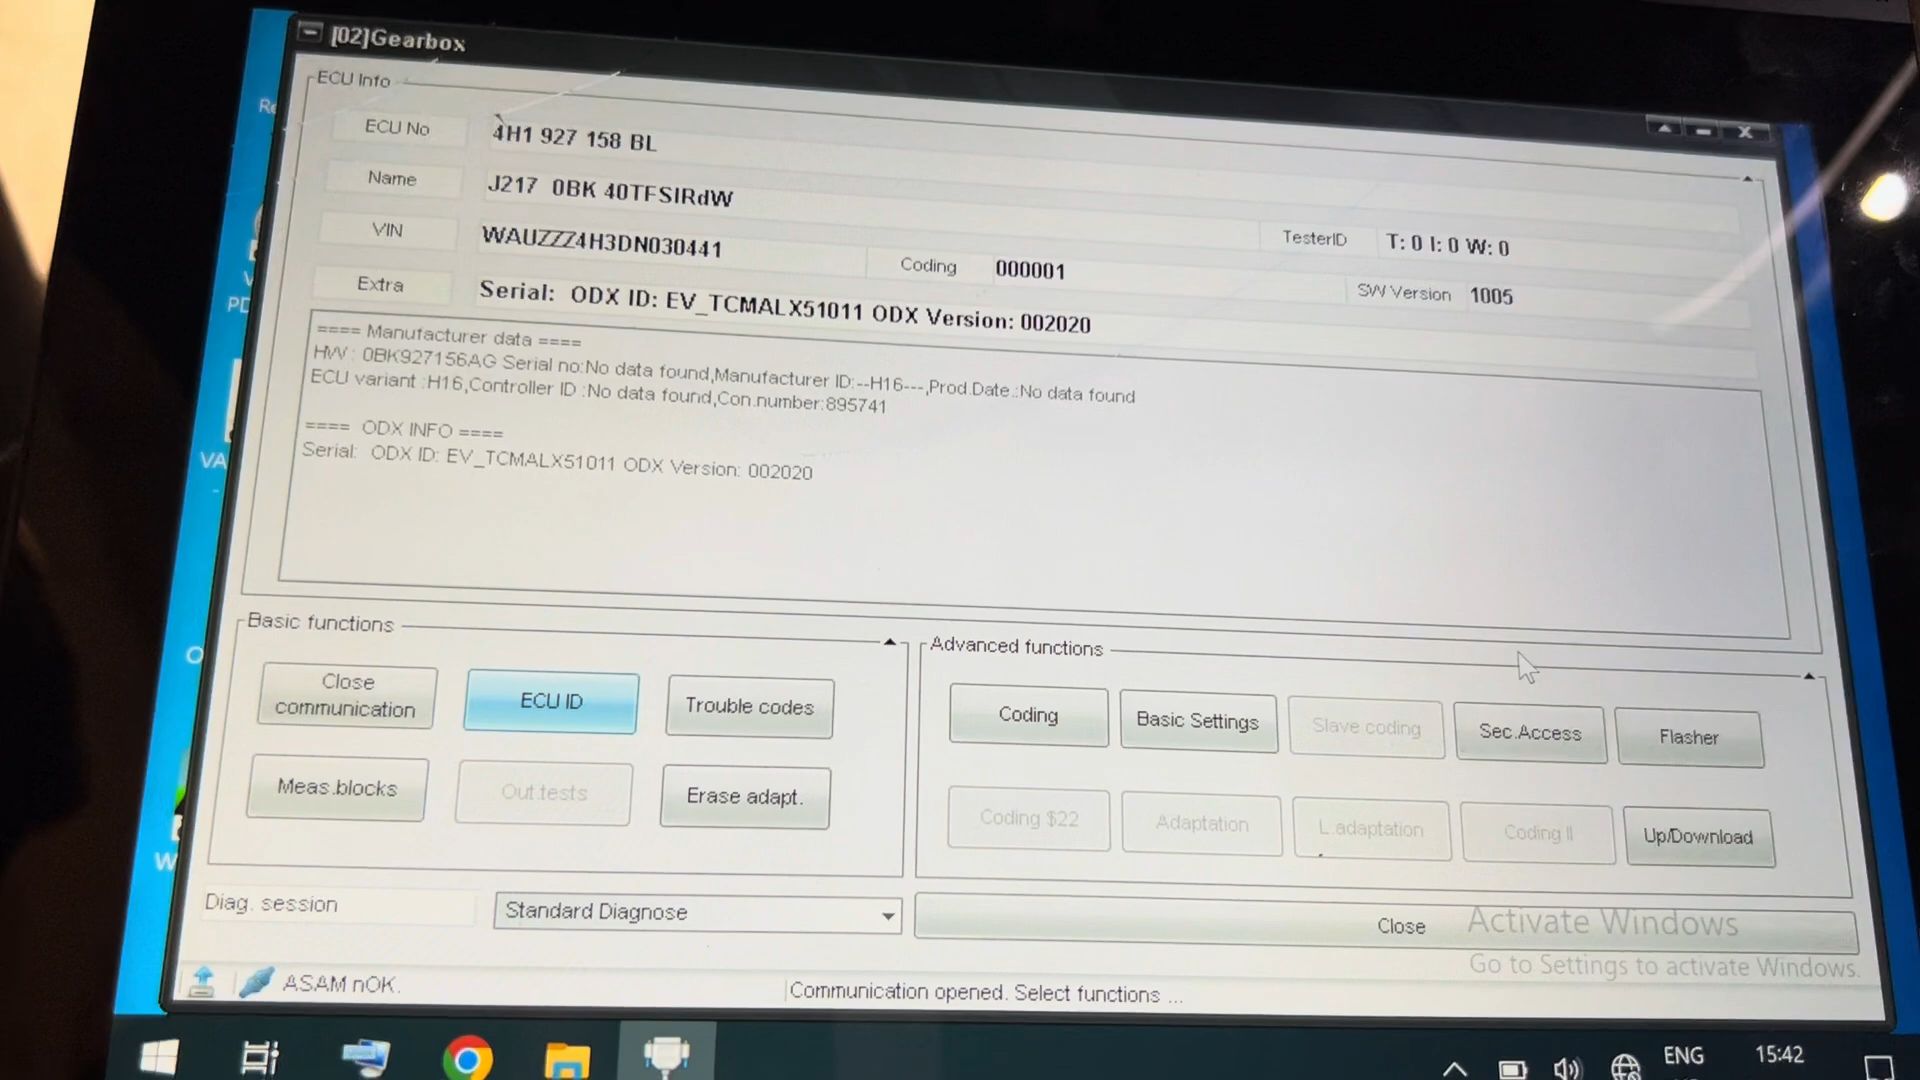 [02]Gearbox
ECU Info
ECU No
4H1 927 158 BL
Name
J217 0BK 40TFSIRdW
VIN
WAUZZZ4H3DN030441
TesterID
T: 0 I: 0 W: 0
Coding
000001
Extra
Serial: ODX ID: EV_TCMALX51011 ODX Version: 002020
SW Version
1005
==== Manufacturer data ====
HW : 0BK927156AG Serial no:No data found,Manufacturer ID:--H16---,Prod.Date.:No data found
ECU variant :H16,Controller ID :No data found,Con.number:895741
==== ODX INFO ====
Serial: ODX ID: EV_TCMALX51011 ODX Version: 002020
Basic functions
Close communication
ECU ID
Trouble codes
Meas.blocks
Out.tests
Erase adapt.
Advanced functions
Coding
Basic Settings
Slave coding
Sec.Access
Flasher
Coding $22
Adaptation
L.adaptation
Coding II
Up/Download
Diag. session
Standard Diagnose
Close
Activate Windows
Go to Settings to activate Windows.
ASAM nOK.
Communication opened. Select functions ...
ENG
15:42
Re
PD
VA